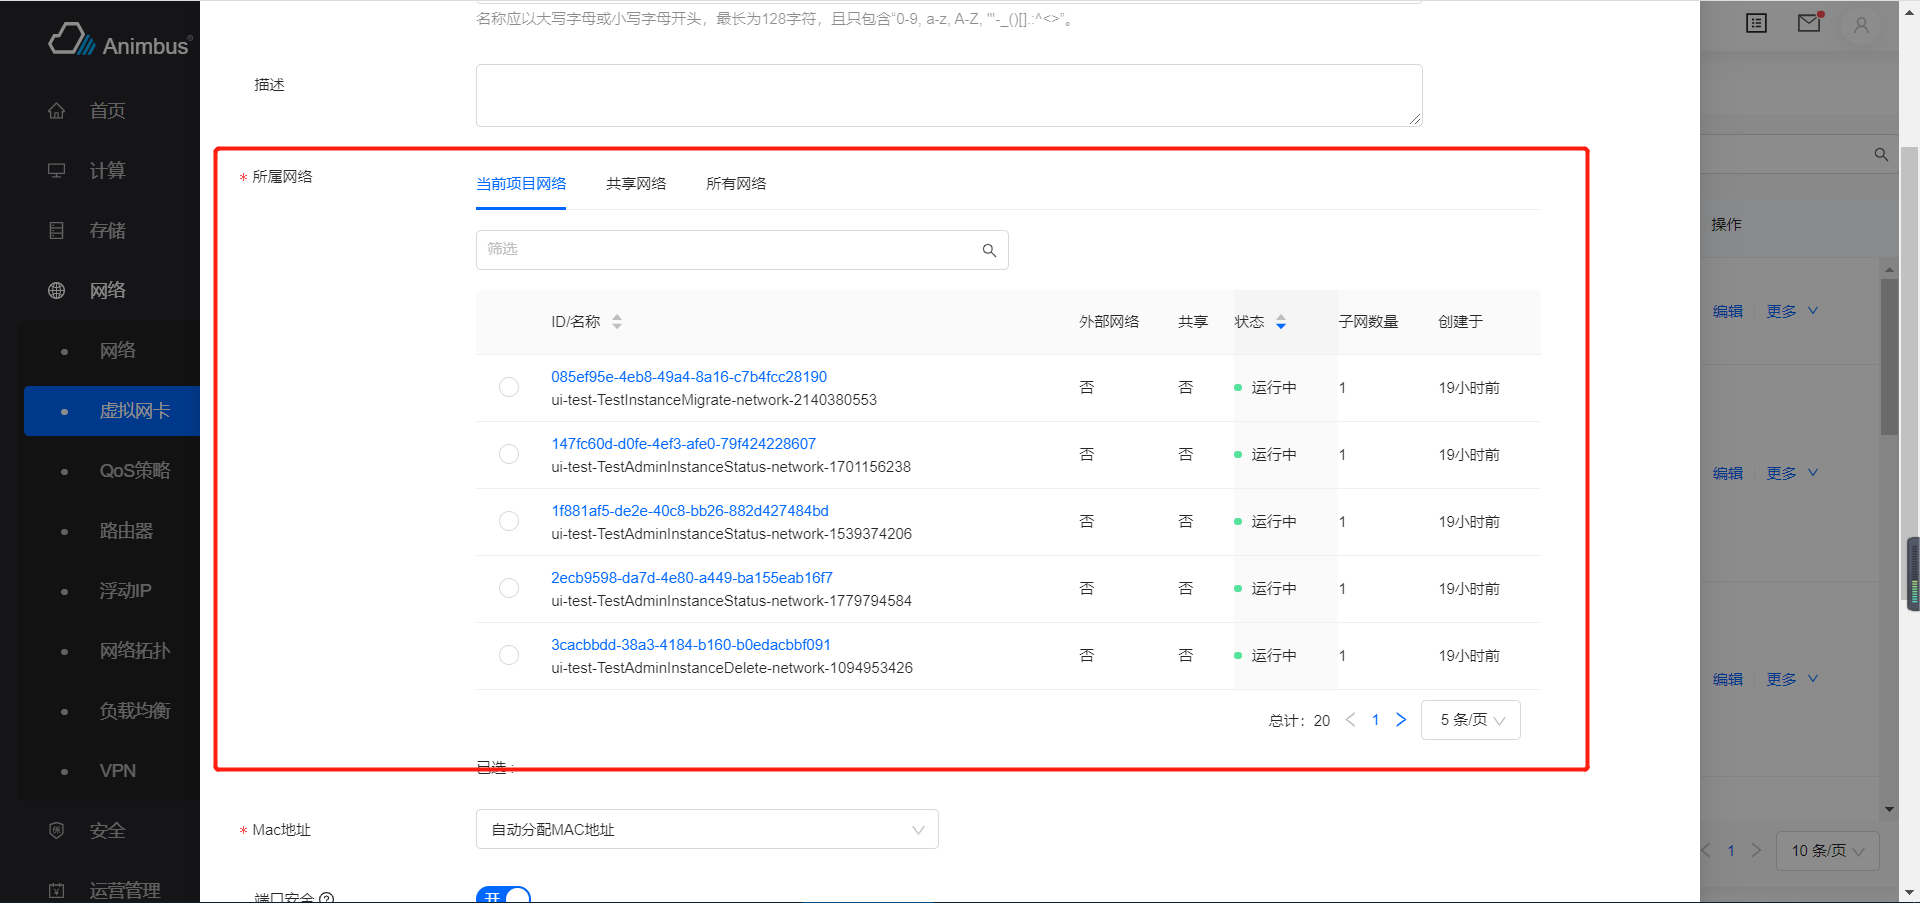 名称应以大写字母或小写字母开头，最长为128字符，且只包含“0-9, a-z, A-Z, "'-_()[].:^<>”。
Animbus®
首页
计算
存储
网络
网络
虚拟网卡
QoS策略
路由器
浮动IP
网络拓扑
负载均衡
VPN
安全
运营管理
描述
* 所属网络
当前项目网络 共享网络 所有网络
筛选
ID/名称 外部网络 共享 状态 子网数量 创建于
085ef95e-4eb8-49a4-8a16-c7b4fcc28190
ui-test-TestInstanceMigrate-network-2140380553
否 否 运行中 1 19小时前
147fc60d-d0fe-4ef3-afe0-79f424228607
ui-test-TestAdminInstanceStatus-network-1701156238
否 否 运行中 1 19小时前
1f881af5-de2e-40c8-bb26-882d427484bd
ui-test-TestAdminInstanceStatus-network-1539374206
否 否 运行中 1 19小时前
2ecb9598-da7d-4e80-a449-ba155eab16f7
ui-test-TestAdminInstanceStatus-network-1779794584
否 否 运行中 1 19小时前
3cacbbdd-38a3-4184-b160-b0edacbbf091
ui-test-TestAdminInstanceDelete-network-1094953426
否 否 运行中 1 19小时前
总计：20 1 5 条/页
已选：
* Mac地址 自动分配MAC地址
端口安全 开
操作
编辑 更多
编辑 更多
编辑 更多
1 10 条/页